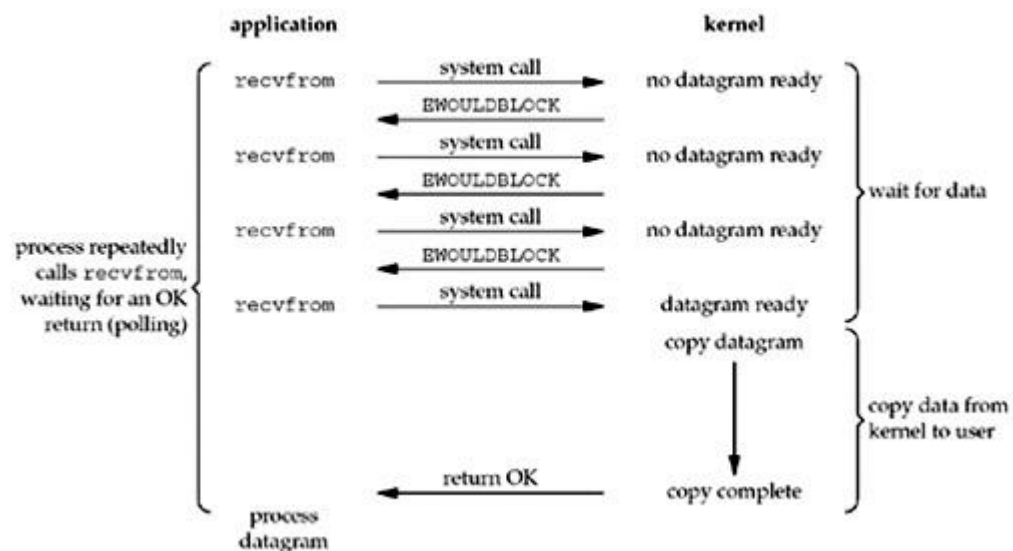 application
kernel
recvfrom
system call
no datagram ready
EWOULDBLOCK
recvfrom
system call
no datagram ready
EWOULDBLOCK
recvfrom
system call
no datagram ready
EWOULDBLOCK
recvfrom
system call
datagram ready
wait for data
process repeatedly
calls recvfrom,
waiting for an OK
return (polling)
copy datagram
copy data from
kernel to user
return OK
copy complete
process
datagram